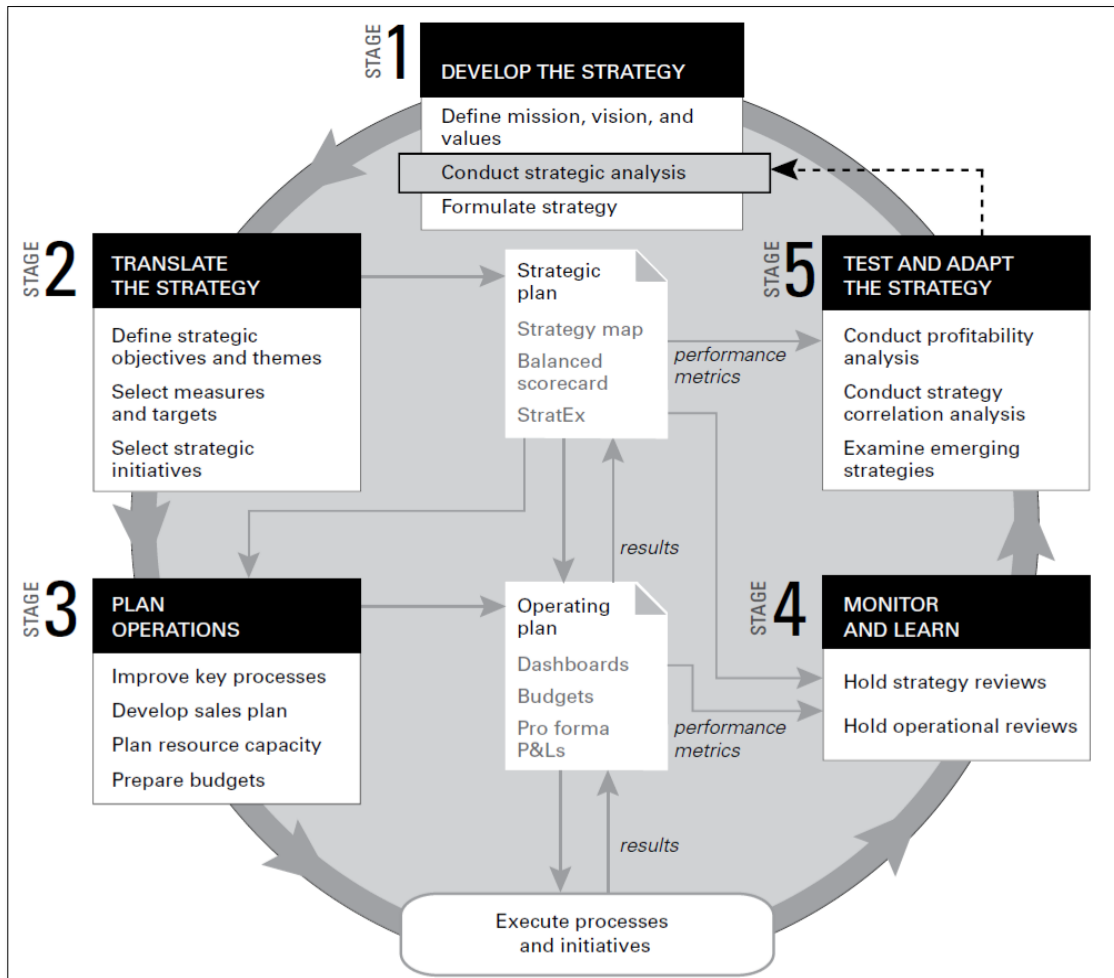 STAGE 1
DEVELOP THE STRATEGY
Define mission, vision, and
values
Conduct strategic analysis
Formulate strategy
STAGE 2
TRANSLATE
THE STRATEGY
Define strategic
objectives and themes
Select measures
and targets
Select strategic
initiatives
Strategic
plan
Strategy map
Balanced
scorecard
StratEx
performance
metrics
STAGE 5
TEST AND ADAPT
THE STRATEGY
Conduct profitability
analysis
Conduct strategy
correlation analysis
Examine emerging
strategies
results
STAGE 3
PLAN
OPERATIONS
Improve key processes
Develop sales plan
Plan resource capacity
Prepare budgets
Operating
plan
Dashboards
Budgets
Pro forma
P&Ls
performance
metrics
STAGE 4
MONITOR
AND LEARN
Hold strategy reviews
Hold operational reviews
results
Execute processes
and initiatives